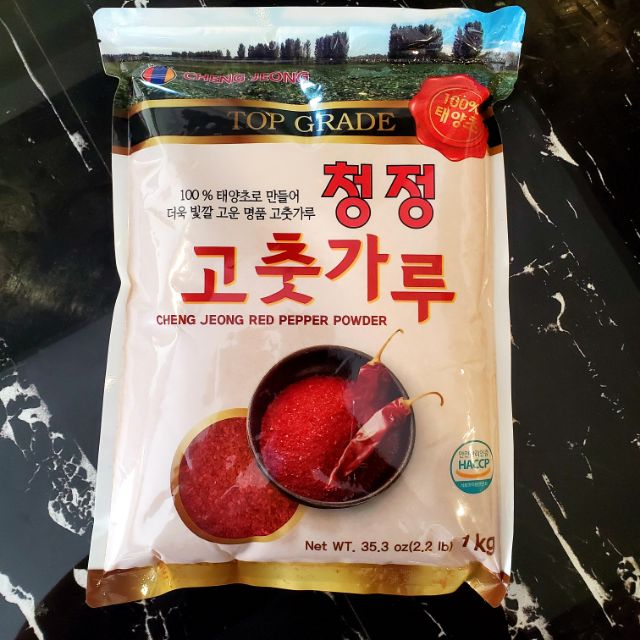 CHENG JEONG
TOP GRADE
100%
태양초
100 % 태양초로 만들어
더욱 빛깔 고운 명품 고춧가루
청정
고춧가루
CHENG JEONG RED PEPPER POWDER
HACCP
NET WT. 35.3 oz(2.2 lb) 1kg